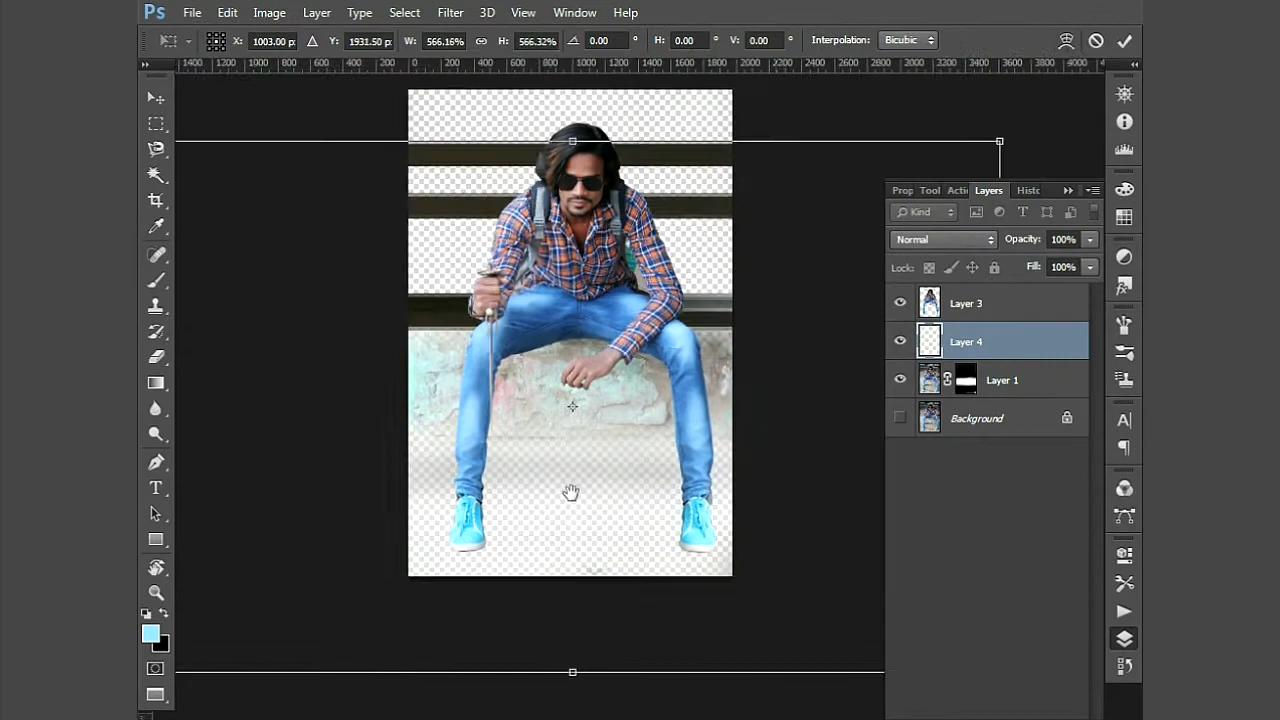 Ps File Edit Image Layer Type Select Filter 3D View Window Help
X: 1003.00 p: Y: 1931.50 p: W: 566.16% H: 566.32% 0.00 ° H: 0.00 ° V: 0.00 ° Interpolation: Bicubic
1400 1200 1000 800 600 400 200 0 200 400 600 800 1000 1200 1400 1600 1800 2000 2200 2400 2600 2800 3000 3200 3400 3600 3800 4000
Prop Tool Acti Layers Histo
Kind T
Normal Opacity: 100%
Lock: Fill: 100%
Layer 3
Layer 4
Layer 1
Background